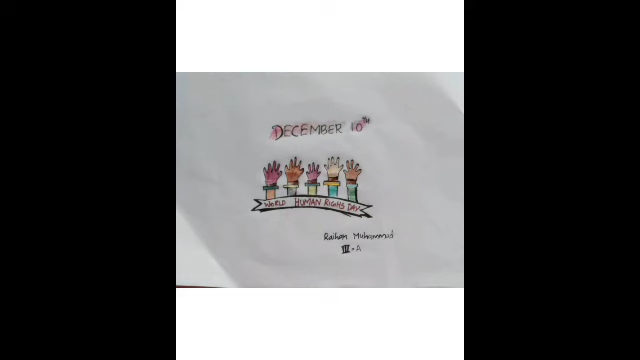 DECEMBER 10TH
WORLD HUMAN RIGHTS DAY
Raihan Muhammad
III - A